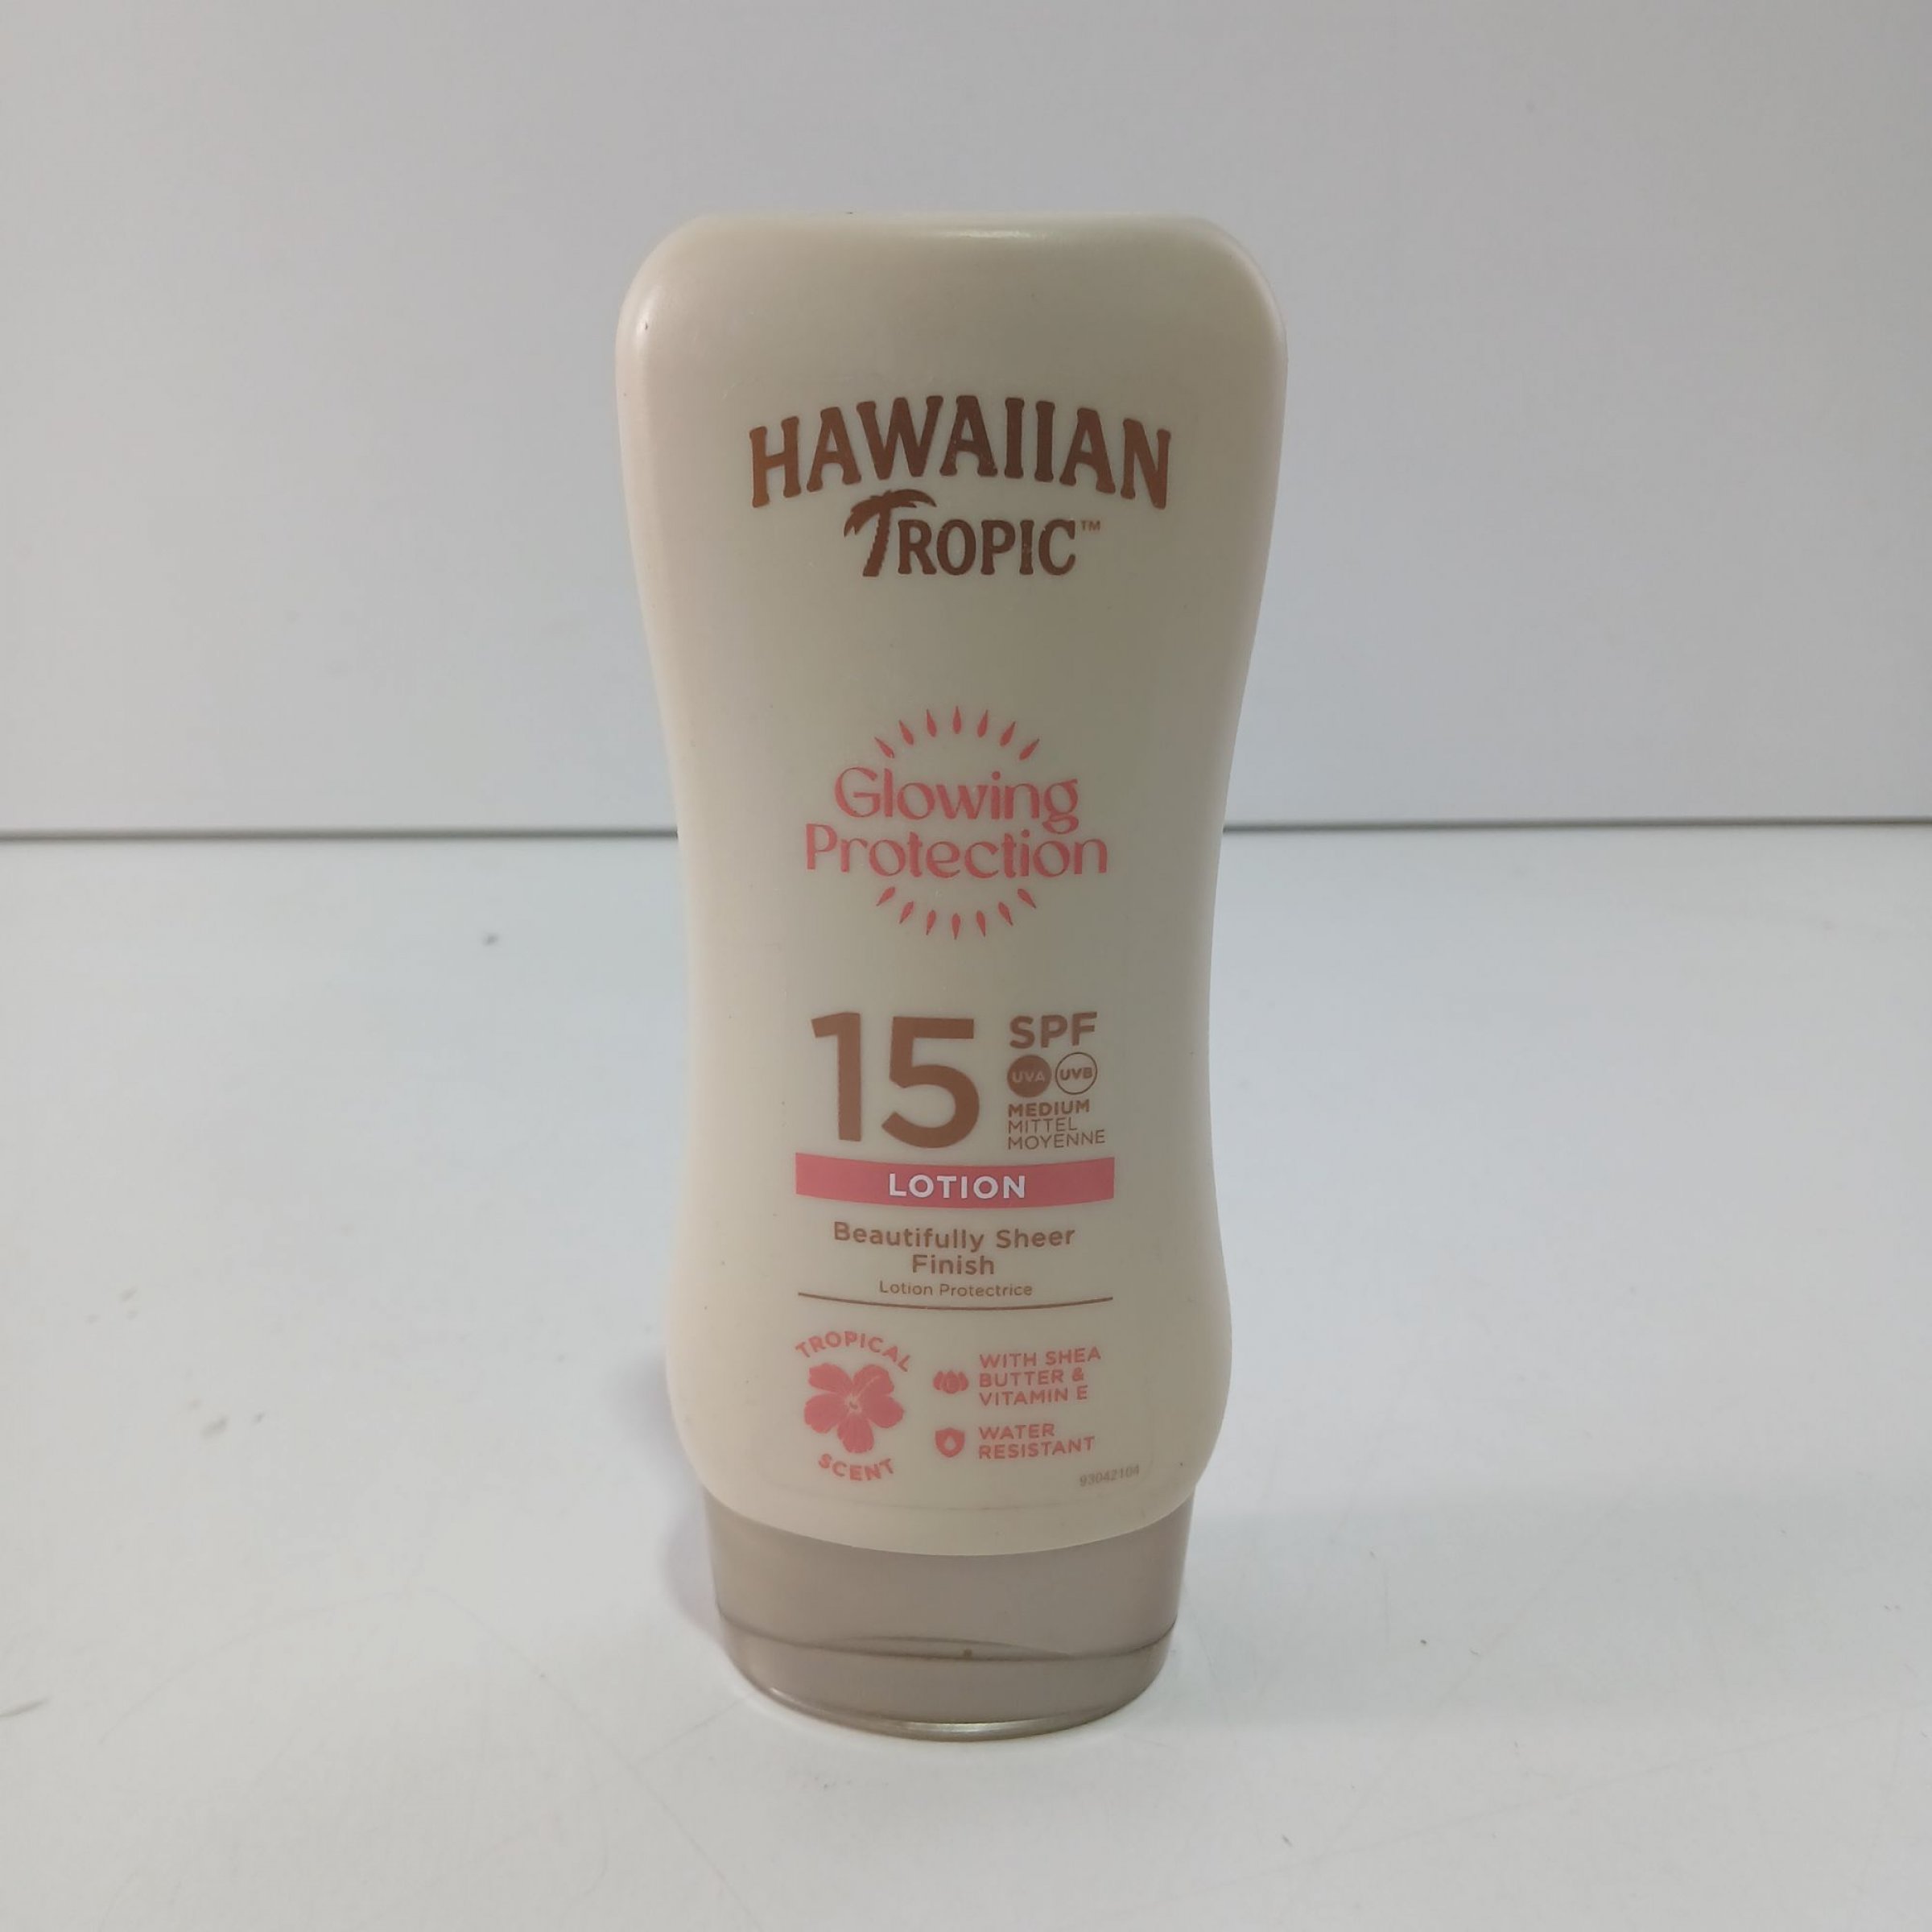 HAWAIIAN
TROPIC™
Glowing
Protection
15 SPF
UVA UVB
MEDIUM
MITTEL
MOYENNE
LOTION
Beautifully Sheer
Finish
Lotion Protectrice
TROPICAL
SCENT
WITH SHEA
BUTTER &
VITAMIN E
WATER
RESISTANT
93042104